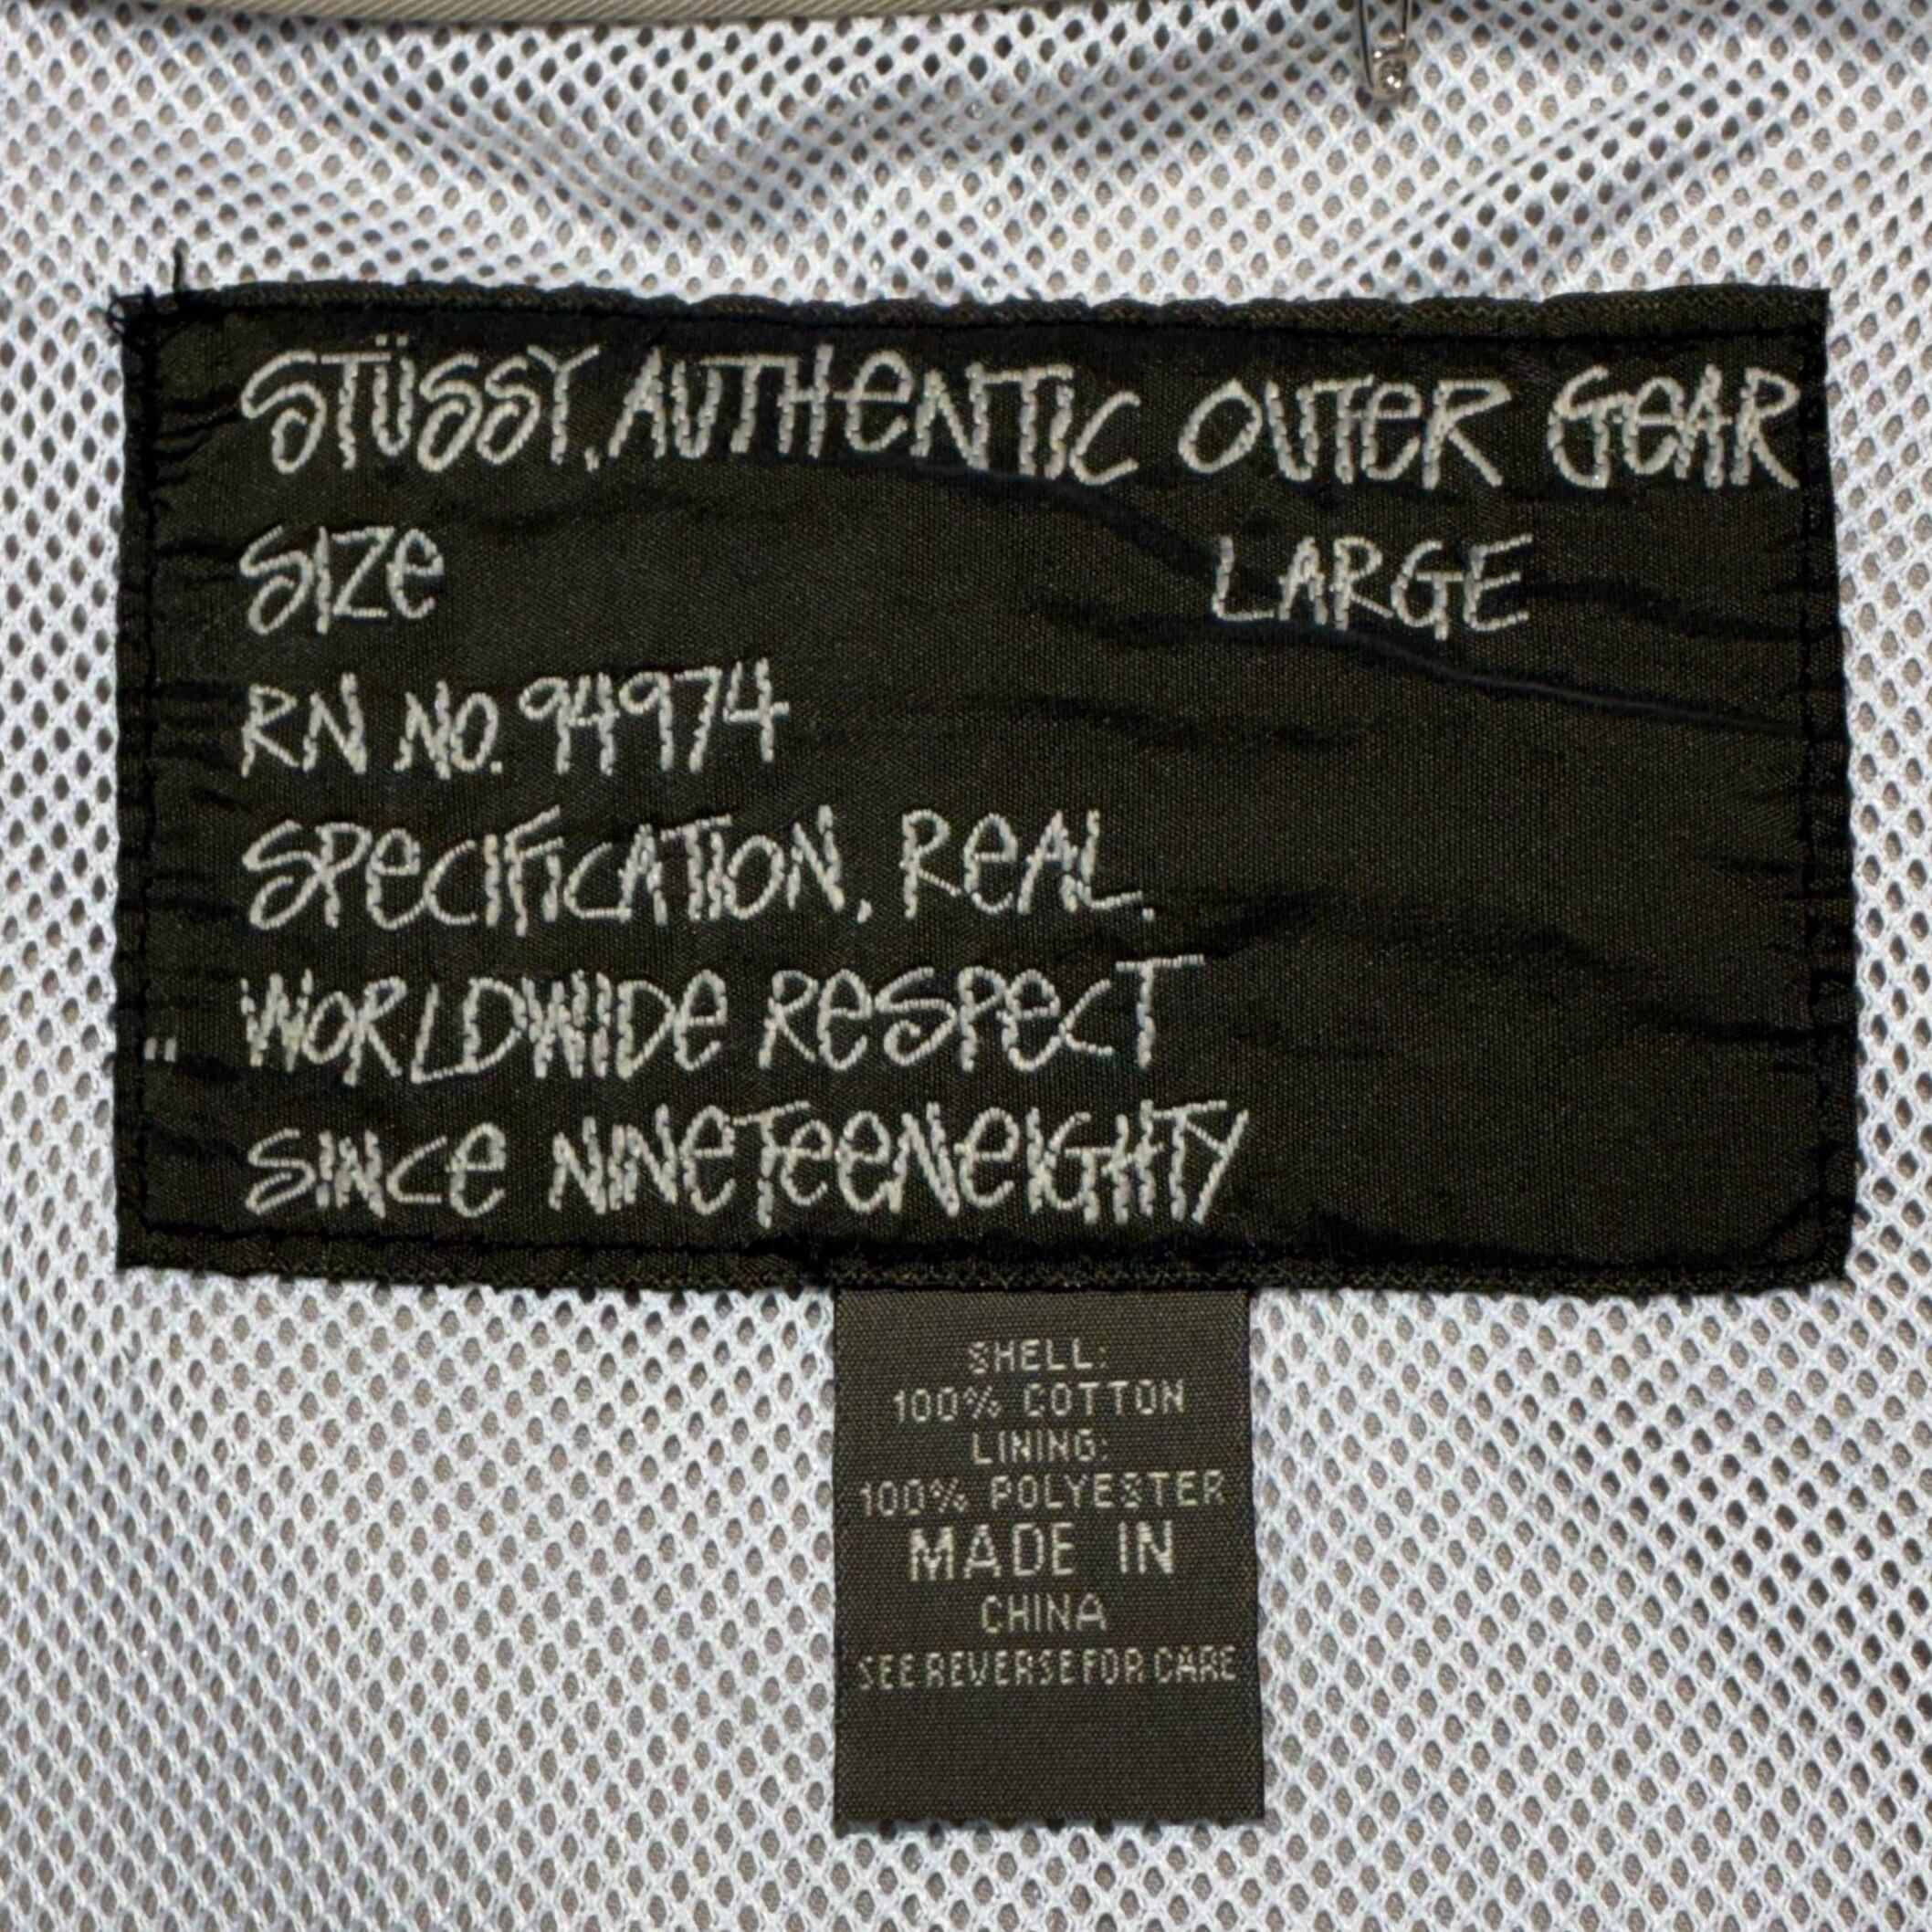 STÜSSY, AUTHeNTIC OUTeR GeAR
SIZe LARGE
RN NO. 94974
SPeCIFICATION, ReAL.
WORLDWIDe ReSPeCT
SINCe NINeTeeNeIGHTY
SHELL:
100% COTTON
LINING:
100% POLYESTER
MADE IN
CHINA
SEE REVERSE FOR CARE